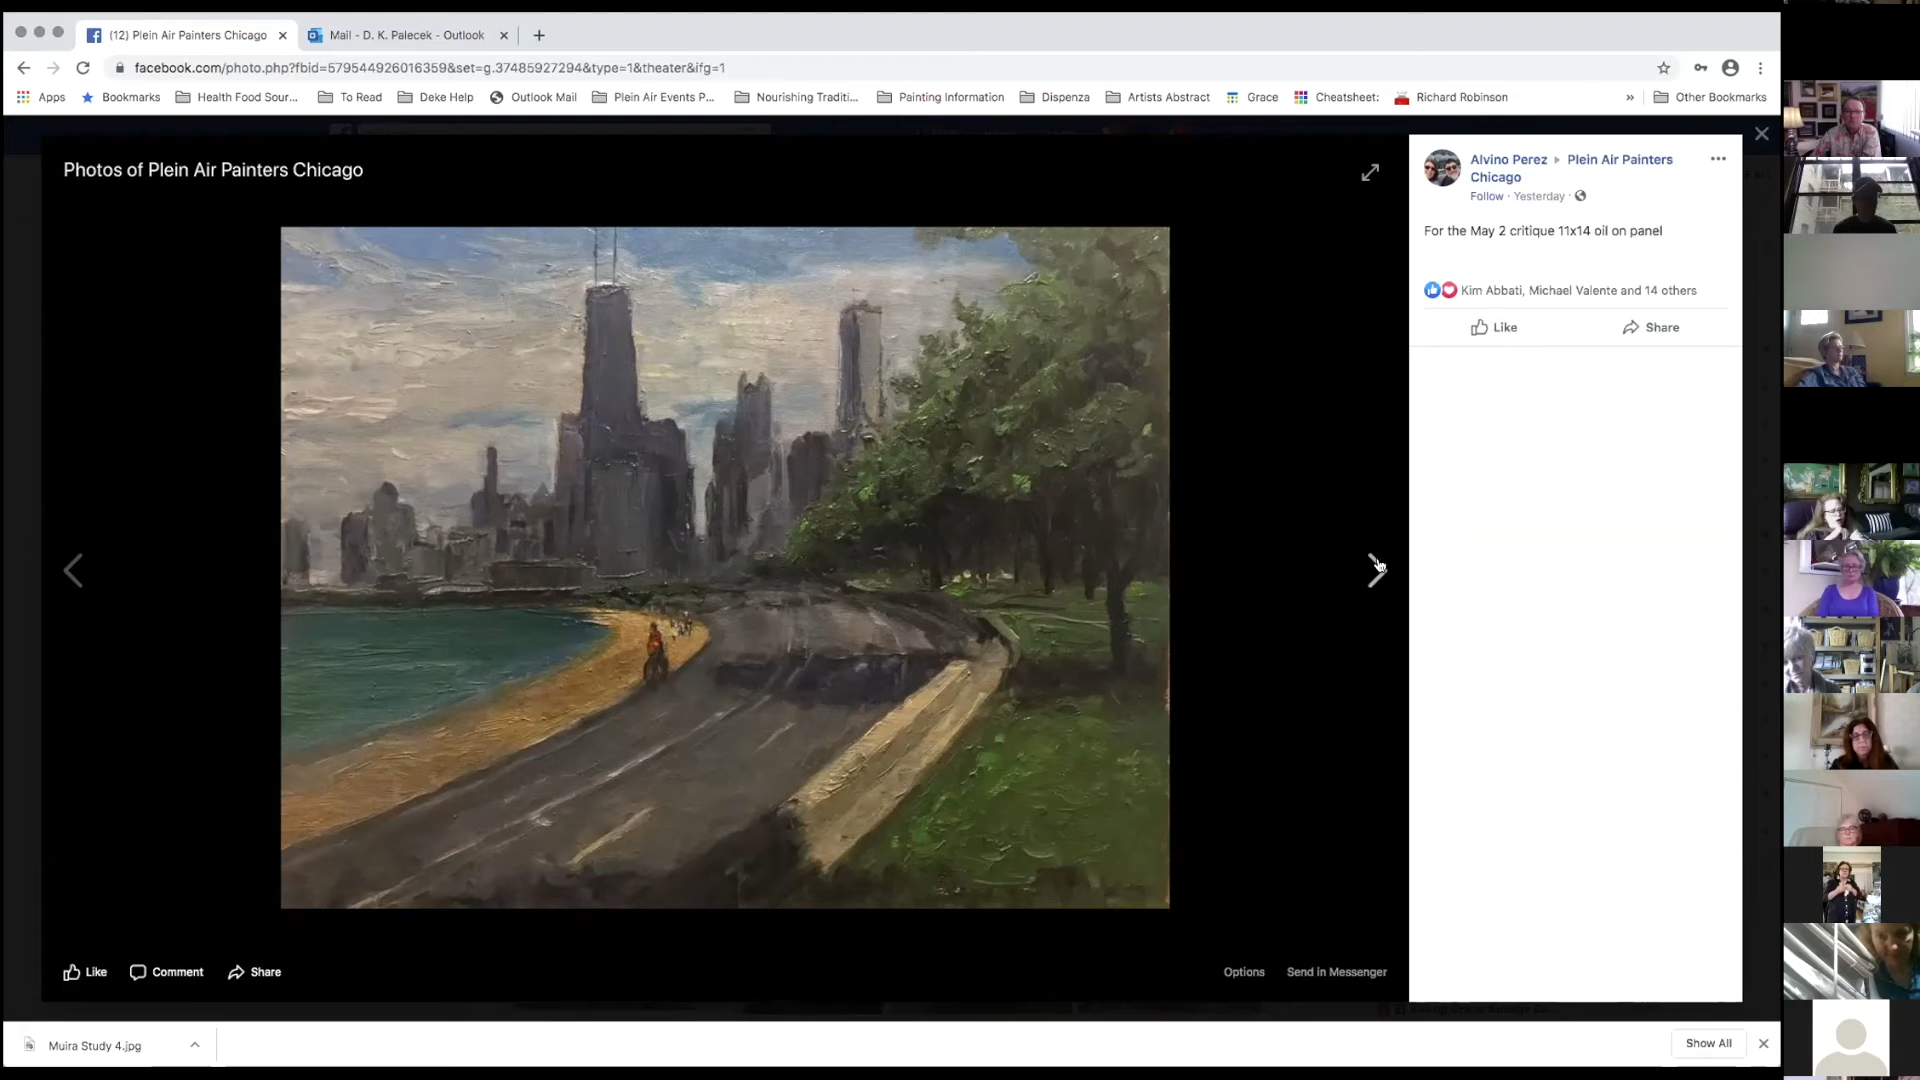 (12) Plein Air Painters Chicago
Mail - D. K. Palecek - Outlook
facebook.com/photo.php?fbid=579544926016359&set=g.37485927294&type=1&theater&ifg=1
Apps
Bookmarks
Health Food Sour...
To Read
Deke Help
Outlook Mail
Plein Air Events P...
Nourishing Traditi...
Painting Information
Dispenza
Artists Abstract
Grace
Cheatsheet:
Richard Robinson
»
Other Bookmarks
Photos of Plein Air Painters Chicago
Alvino Perez ▸ Plein Air Painters
Chicago
Follow · Yesterday ·
For the May 2 critique 11x14 oil on panel
Kim Abbati, Michael Valente and 14 others
Like
Share
Like
Comment
Share
Options
Send in Messenger
Muira Study 4.jpg
Show All